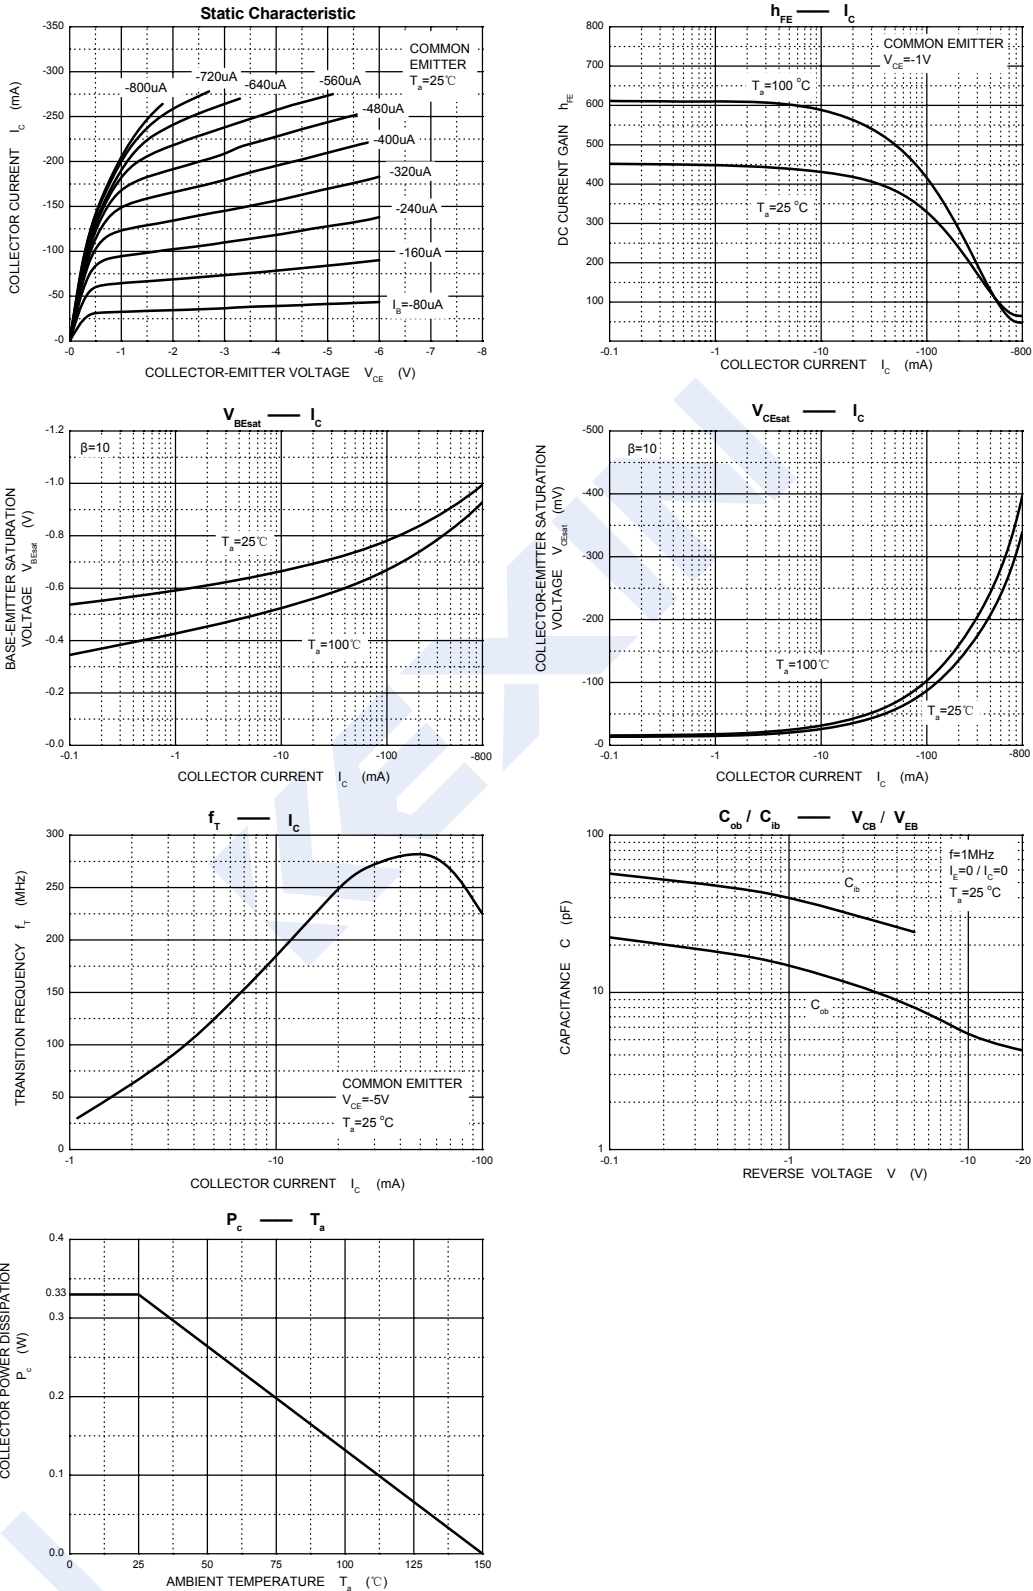 Static Characteristic
-350
-300
-250
-200
-150
-100
-50
-0
COLLECTOR CURRENT I_C (mA)
COMMON
EMITTER
T_a=25℃
-800uA
-720uA
-640uA
-560uA
-480uA
-400uA
-320uA
-240uA
-160uA
I_B=-80uA
-0 -1 -2 -3 -4 -5 -6 -7 -8
COLLECTOR-EMITTER VOLTAGE V_CE (V)
h_FE —— I_C
800
700
600
500
400
300
200
100
DC CURRENT GAIN h_FE
COMMON EMITTER
V_CE=-1V
T_a=100 °C
T_a=25 °C
-0.1 -1 -10 -100 -800
COLLECTOR CURRENT I_C (mA)
V_BEsat —— I_C
-1.2
-1.0
-0.8
-0.6
-0.4
-0.2
-0.0
BASE-EMITTER SATURATION
VOLTAGE V_BEsat (V)
β=10
T_a=25℃
T_a=100℃
-0.1 -1 -10 -100 -800
COLLECTOR CURRENT I_C (mA)
V_CEsat —— I_C
-500
-400
-300
-200
-100
-0
COLLECTOR-EMITTER SATURATION
VOLTAGE V_CEsat (mV)
β=10
T_a=100℃
T_a=25℃
-0.1 -1 -10 -100 -800
COLLECTOR CURRENT I_C (mA)
f_T —— I_C
300
250
200
150
100
50
0
TRANSITION FREQUENCY f_T (MHz)
COMMON EMITTER
V_CE=-5V
T_a=25 °C
-1 -10 -100
COLLECTOR CURRENT I_C (mA)
C_ob / C_ib —— V_CB / V_EB
100
10
1
CAPACITANCE C (pF)
f=1MHz
I_E=0 / I_C=0
T_a=25 °C
C_ib
C_ob
-0.1 -1 -10 -20
REVERSE VOLTAGE V (V)
P_c —— T_a
0.4
0.33
0.3
0.2
0.1
0.0
COLLECTOR POWER DISSIPATION
P_c (W)
0 25 50 75 100 125 150
AMBIENT TEMPERATURE T_a (℃)
KEXIN